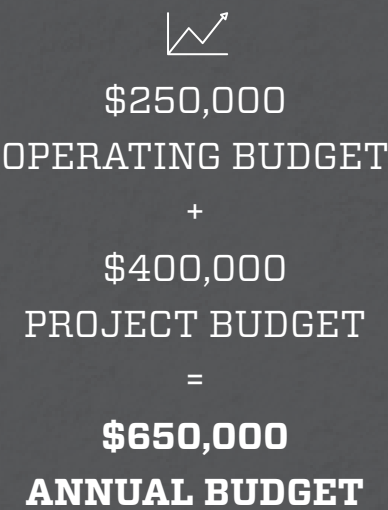 $250,000
OPERATING BUDGET
+
$400,000
PROJECT BUDGET
=
$650,000
ANNUAL BUDGET